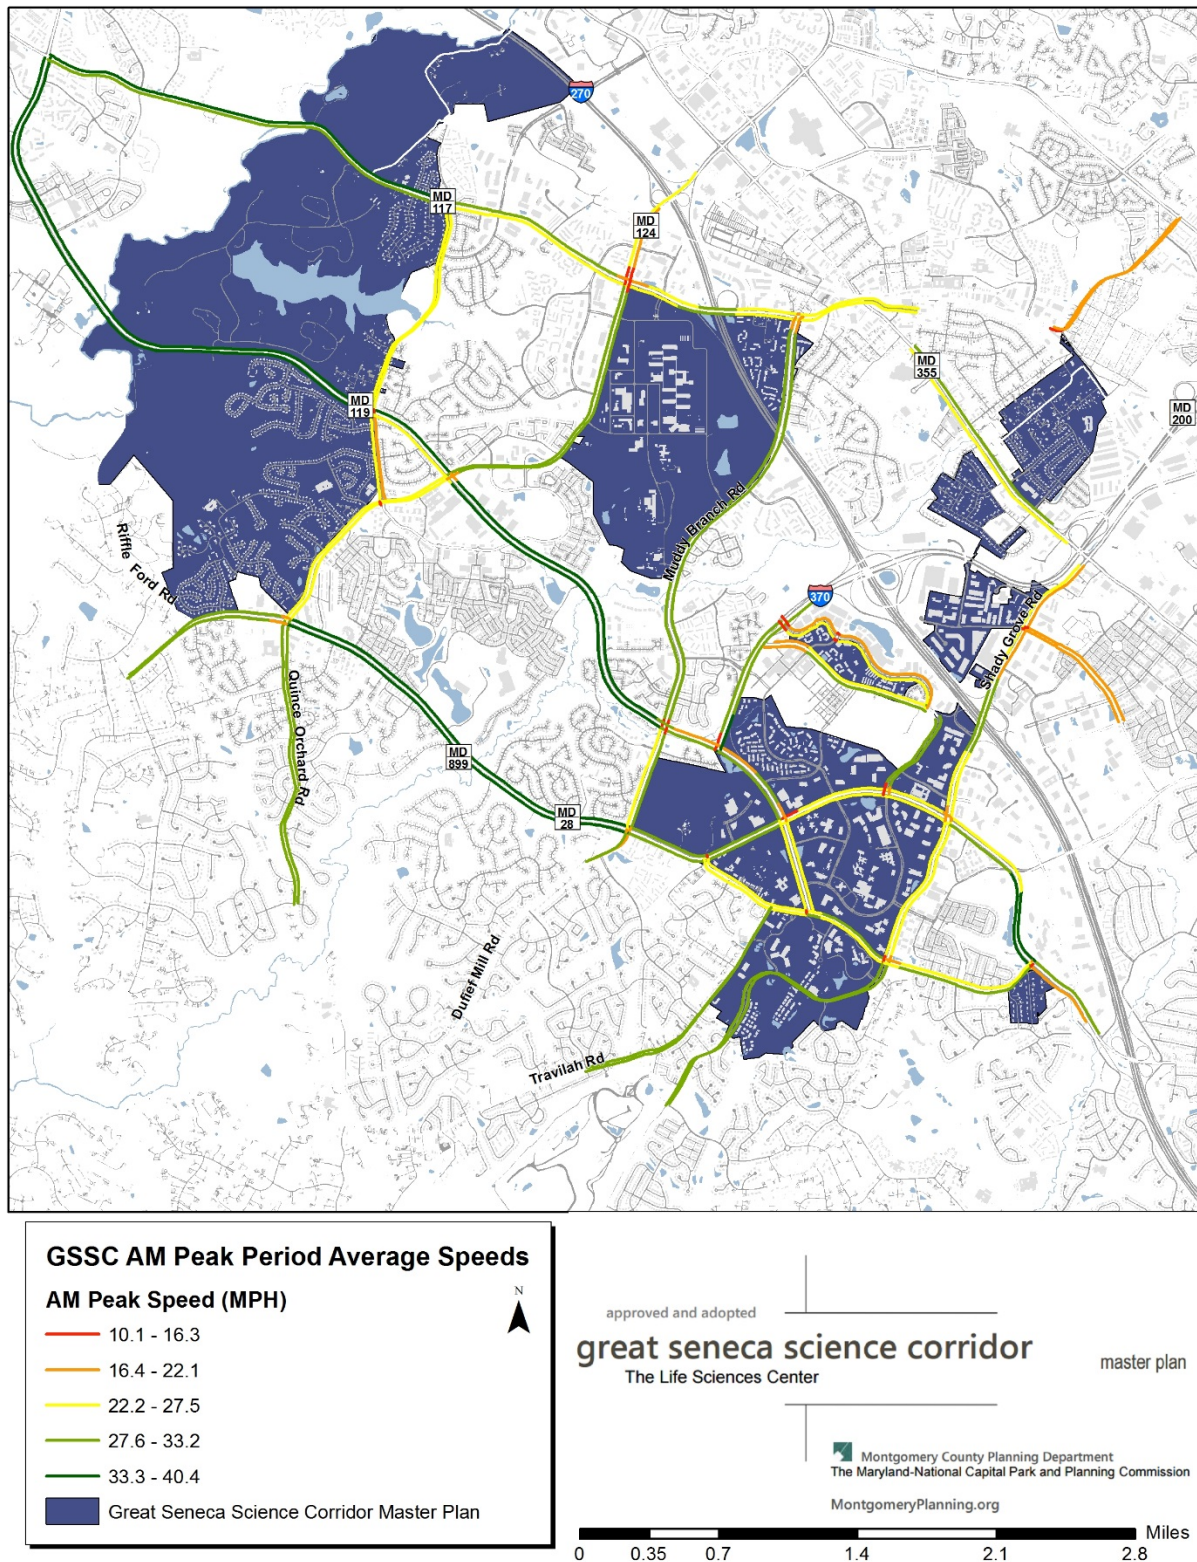 270
MD
117
MD
124
MD
355
MD
200
MD
119
Muddy Branch Rd
Riffle Ford Rd
370
Shady Grove Rd
Quince Orchard Rd
MD
899
MD
28
Dufief Mill Rd
Travilah Rd
GSSC AM Peak Period Average Speeds
AM Peak Speed (MPH)
N
10.1 - 16.3
16.4 - 22.1
22.2 - 27.5
27.6 - 33.2
33.3 - 40.4
Great Seneca Science Corridor Master Plan
approved and adopted
great seneca science corridor
The Life Sciences Center
master plan
Montgomery County Planning Department
The Maryland-National Capital Park and Planning Commission
MontgomeryPlanning.org
Miles
0 0.35 0.7 1.4 2.1 2.8